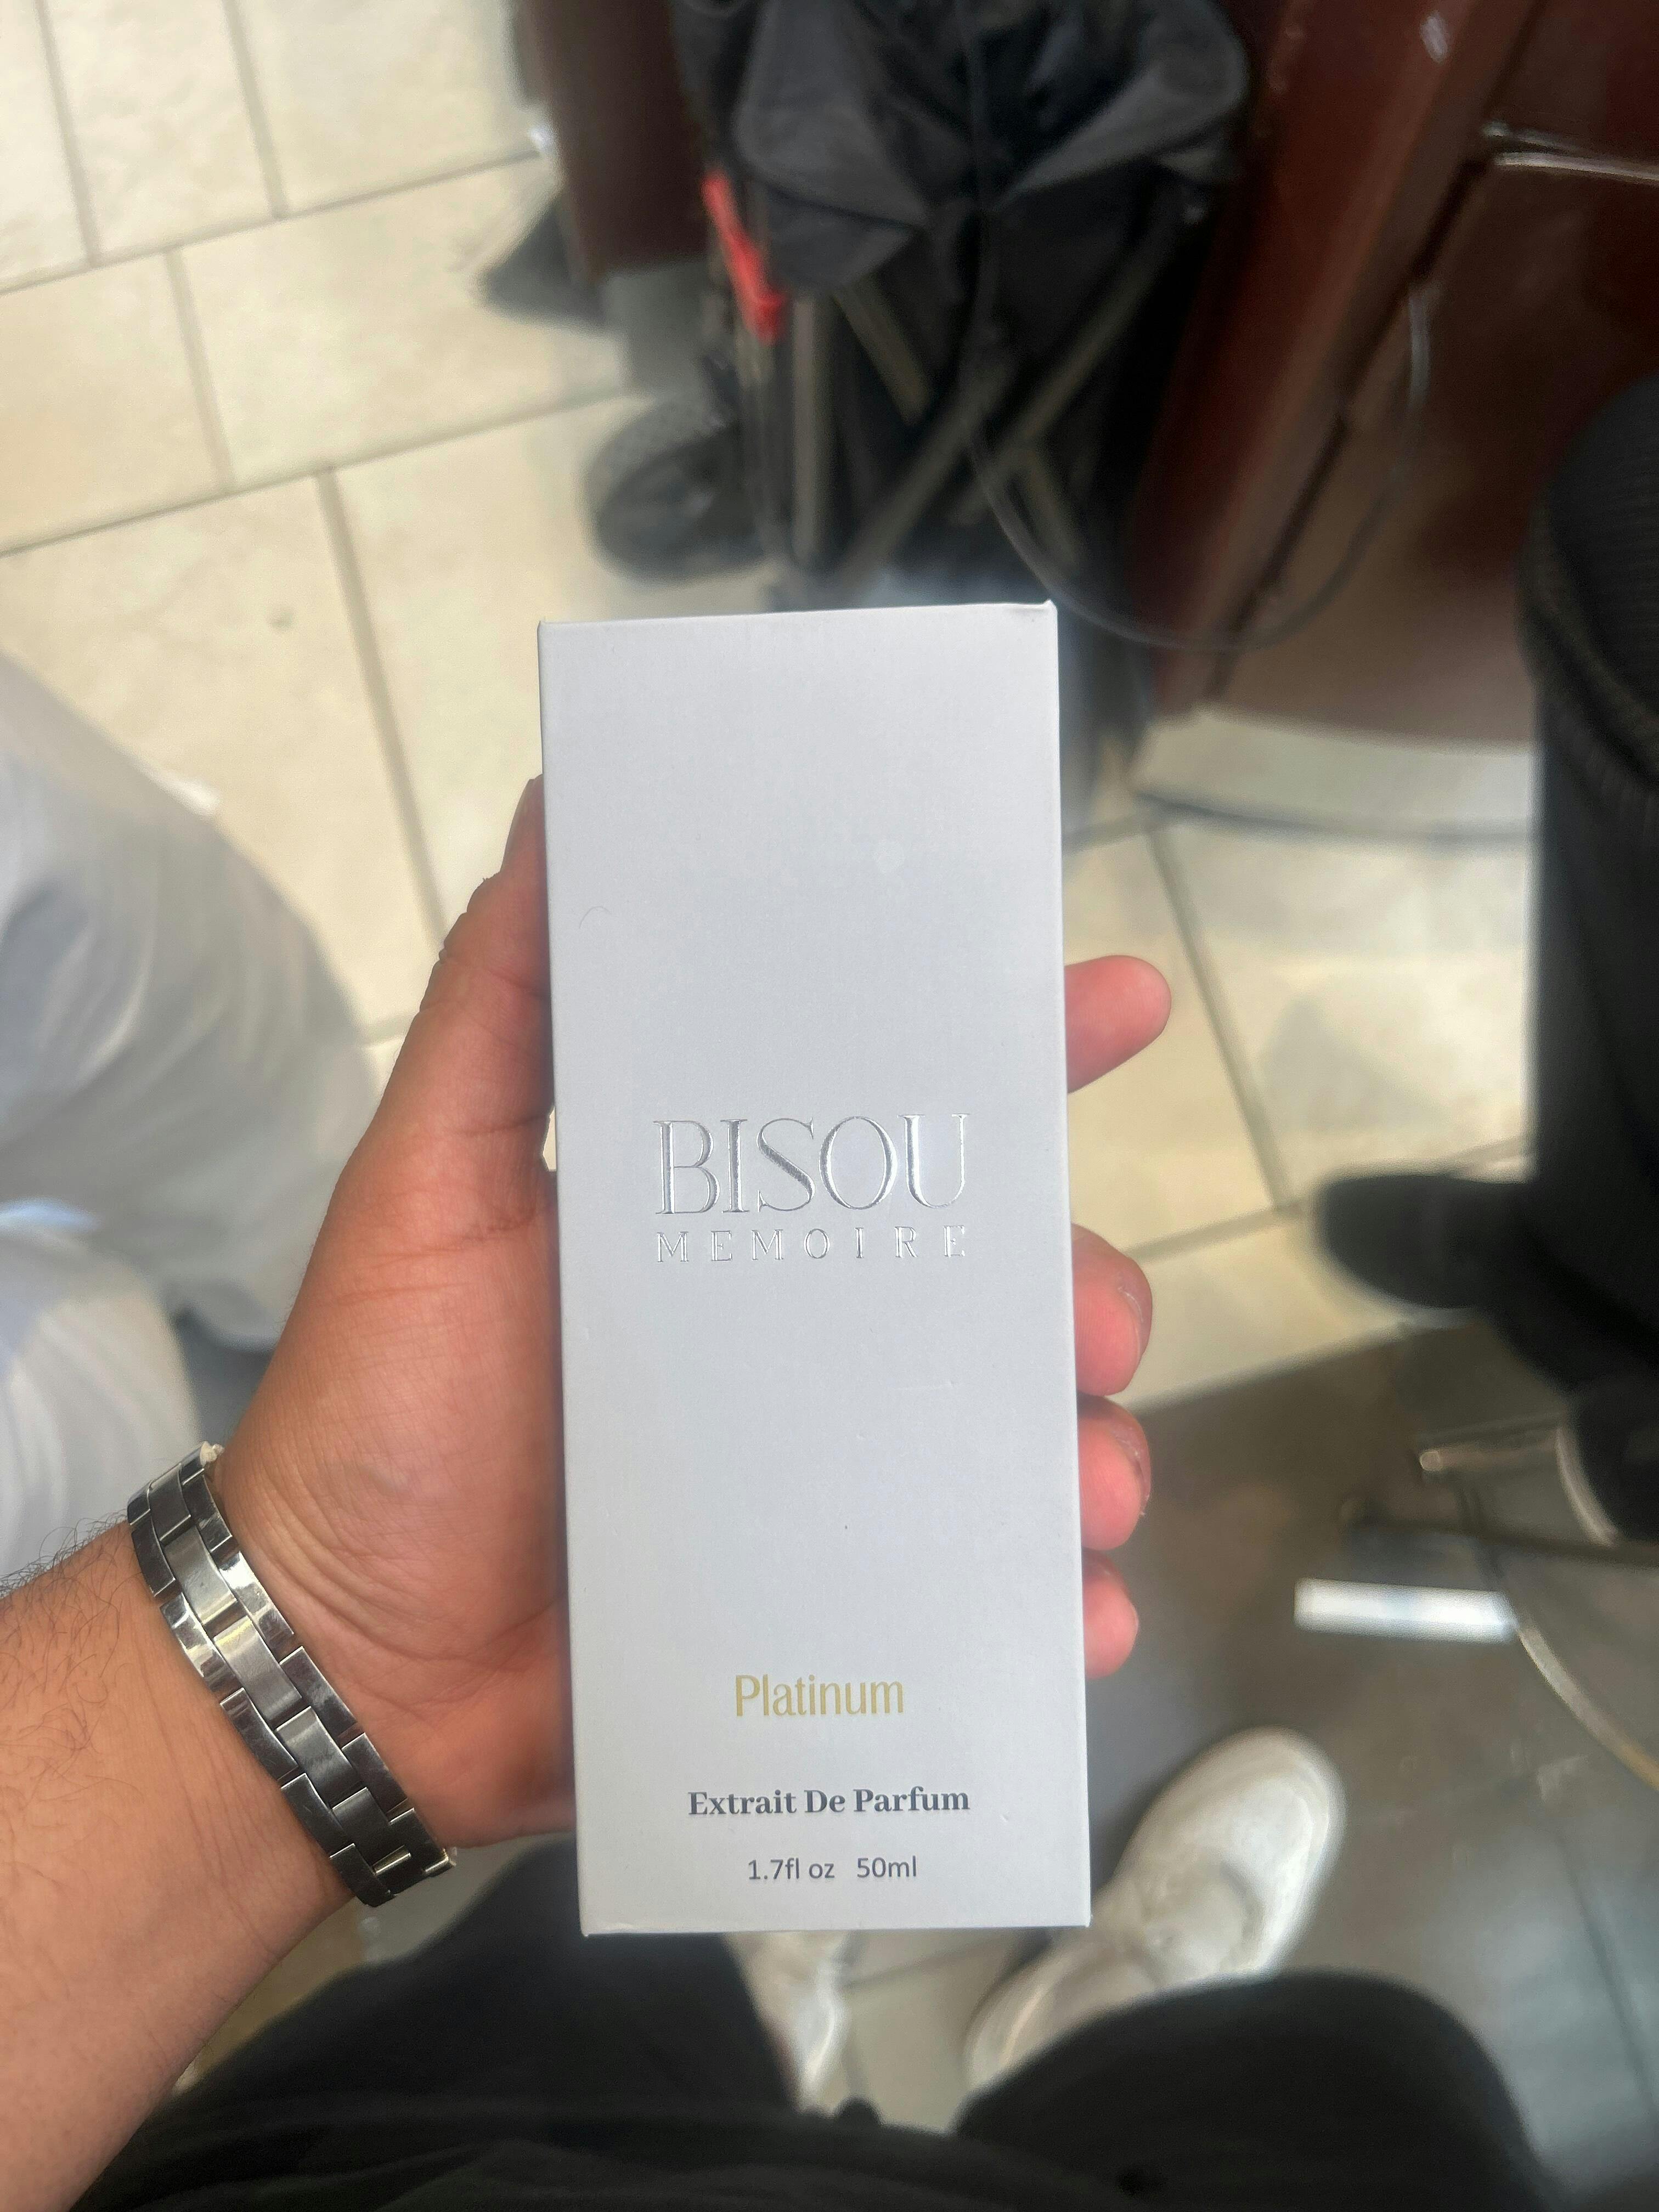 BISOU
MEMOIRE
Platinum
Extrait De Parfum
1.7fl oz 50ml